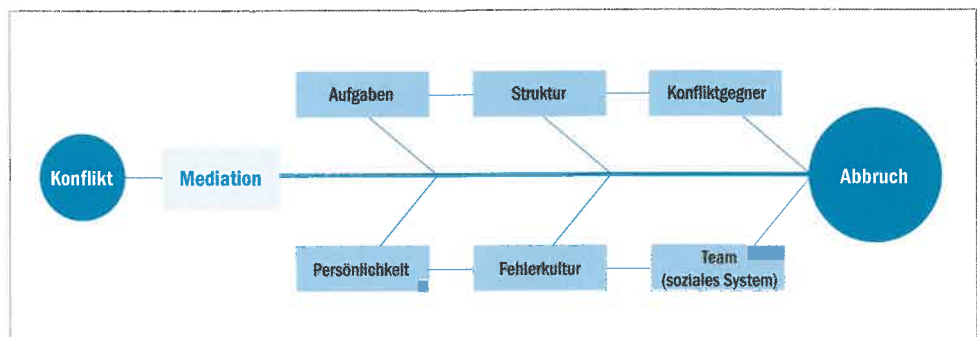 Aufgaben
Struktur
Konfliktgegner
Konflikt
Mediation
Abbruch
Persönlichkeit
Fehlerkultur
Team
(soziales System)